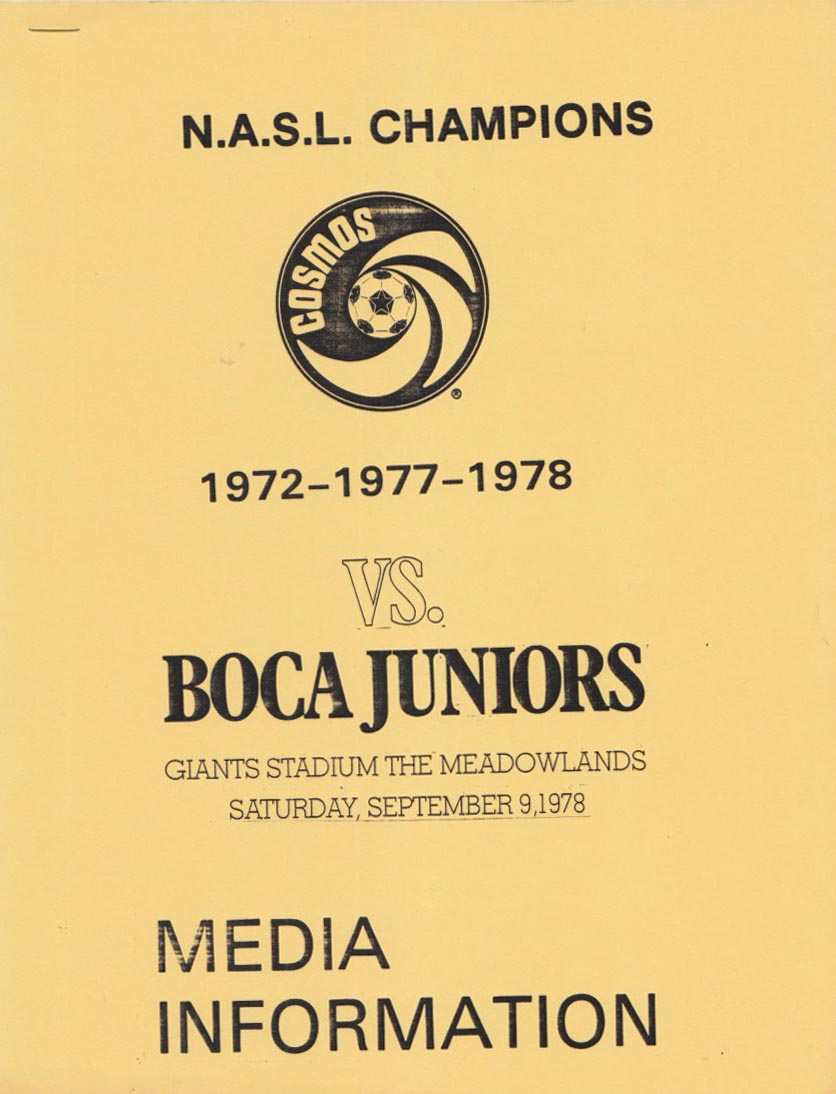 N.A.S.L. CHAMPIONS
COSMOS
®
1972-1977-1978
VS.
BOCA JUNIORS
GIANTS STADIUM THE MEADOWLANDS
SATURDAY, SEPTEMBER 9,1978
MEDIA
INFORMATION